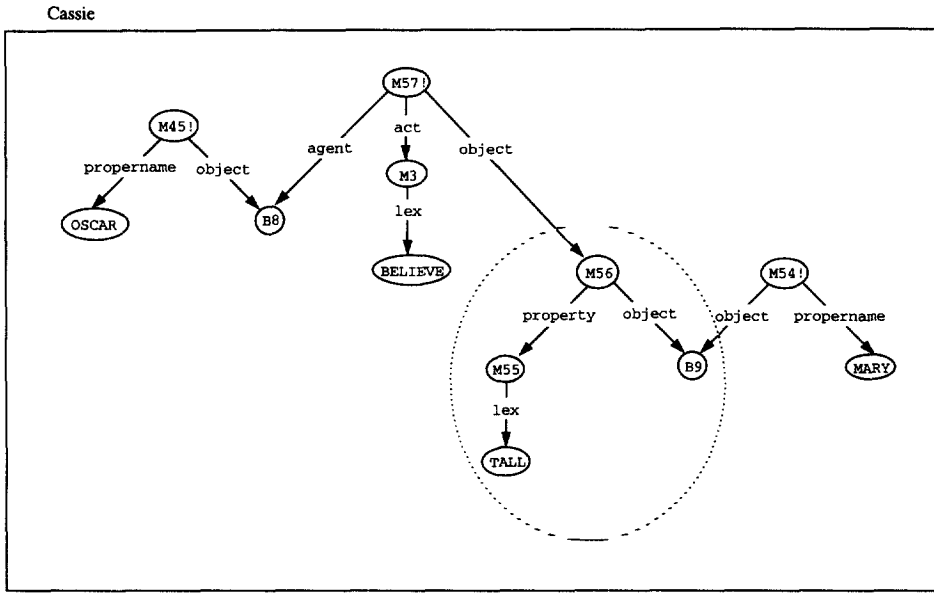 Cassie
M57!
M45!
act
agent
object
propername
object
M3
OSCAR
B8
lex
BELIEVE
M56
M54!
property
object
object
propername
M55
B9
MARY
lex
TALL